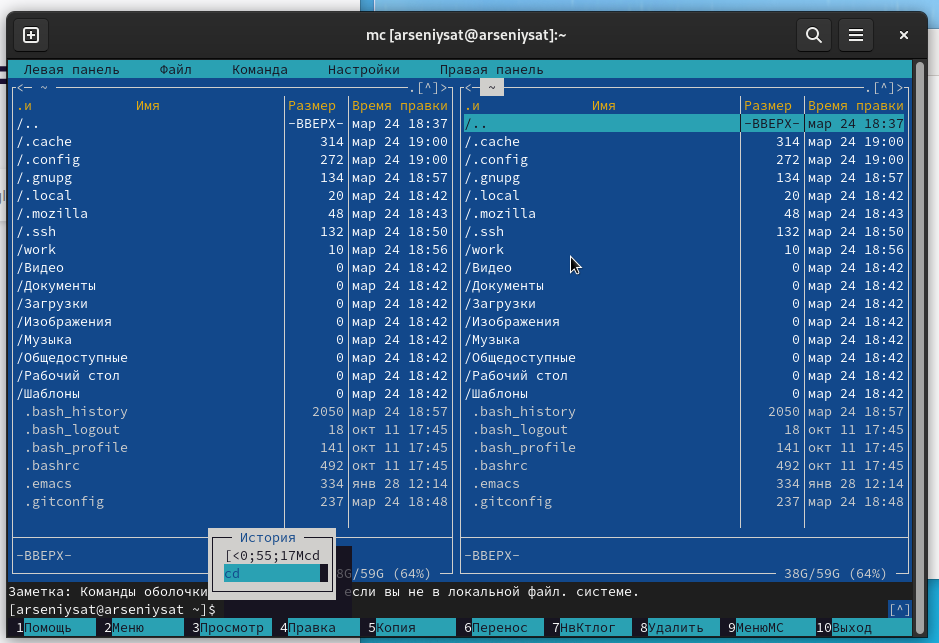 mc [arseniysat@arseniysat]:~
Левая панель Файл Команда Настройки Правая панель
<─ ~ .[^]>
<─ ~ .[^]>
.и Имя Размер Время правки .и Имя Размер Время правки
/.. -ВВЕРХ- мар 24 18:37 /.. -ВВЕРХ- мар 24 18:37
/.cache 314 мар 24 19:00 /.cache 314 мар 24 19:00
/.config 272 мар 24 19:00 /.config 272 мар 24 19:00
/.gnupg 134 мар 24 18:57 /.gnupg 134 мар 24 18:57
/.local 20 мар 24 18:42 /.local 20 мар 24 18:42
/.mozilla 48 мар 24 18:43 /.mozilla 48 мар 24 18:43
/.ssh 132 мар 24 18:50 /.ssh 132 мар 24 18:50
/work 10 мар 24 18:56 /work 10 мар 24 18:56
/Видео 0 мар 24 18:42 /Видео 0 мар 24 18:42
/Документы 0 мар 24 18:42 /Документы 0 мар 24 18:42
/Загрузки 0 мар 24 18:42 /Загрузки 0 мар 24 18:42
/Изображения 0 мар 24 18:42 /Изображения 0 мар 24 18:42
/Музыка 0 мар 24 18:42 /Музыка 0 мар 24 18:42
/Общедоступные 0 мар 24 18:42 /Общедоступные 0 мар 24 18:42
/Рабочий стол 0 мар 24 18:42 /Рабочий стол 0 мар 24 18:42
/Шаблоны 0 мар 24 18:42 /Шаблоны 0 мар 24 18:42
.bash_history 2050 мар 24 18:57 .bash_history 2050 мар 24 18:57
.bash_logout 18 окт 11 17:45 .bash_logout 18 окт 11 17:45
.bash_profile 141 окт 11 17:45 .bash_profile 141 окт 11 17:45
.bashrc 492 окт 11 17:45 .bashrc 492 окт 11 17:45
.emacs 334 янв 28 12:14 .emacs 334 янв 28 12:14
.gitconfig 237 мар 24 18:48 .gitconfig 237 мар 24 18:48
История
-ВВЕРХ- [<0;55;17Mcd -ВВЕРХ-
cd 8G/59G (64%) 38G/59G (64%)
Заметка: Команды оболочки если вы не в локальной файл. системе.
[arseniysat@arseniysat ~]$ [^]
1Помощь 2Меню 3Просмотр 4Правка 5Копия 6Перенос 7НвКтлог 8Удалить 9МенюMC 10Выход